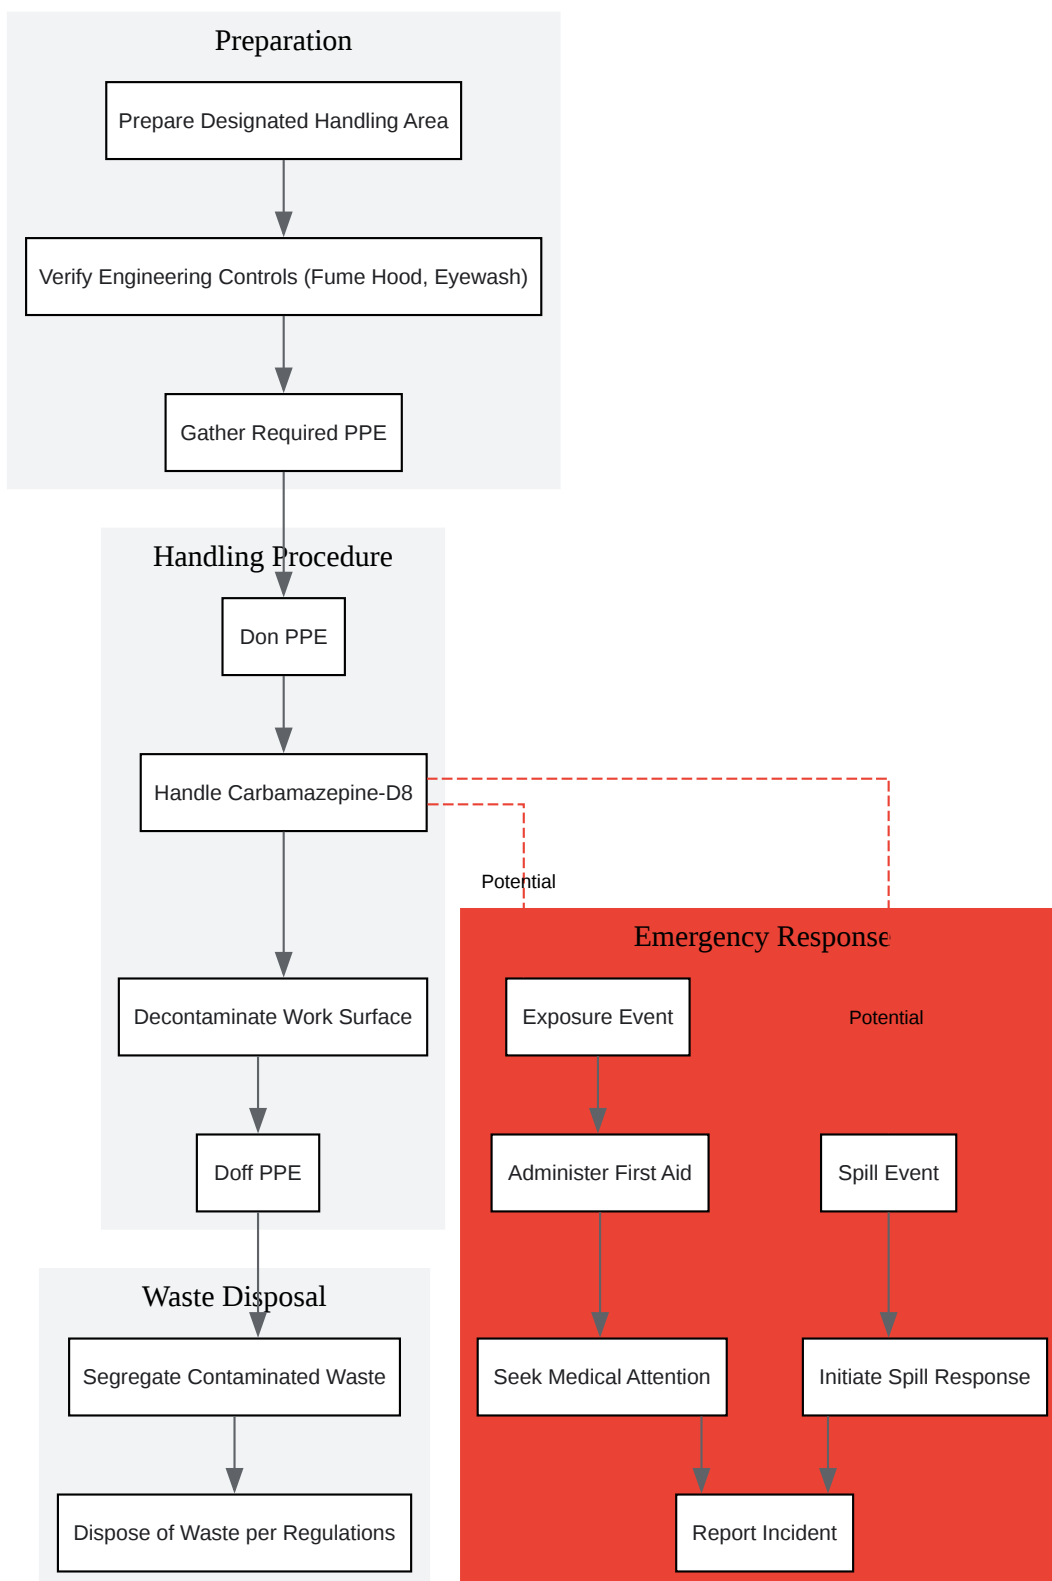 Preparation
Prepare Designated Handling Area
Verify Engineering Controls (Fume Hood, Eyewash)
Gather Required PPE
Handling Procedure
Don PPE
Handle Carbamazepine-D8
Decontaminate Work Surface
Doff PPE
Waste Disposal
Segregate Contaminated Waste
Dispose of Waste per Regulations
Potential
Emergency Response
Exposure Event
Potential
Administer First Aid
Spill Event
Seek Medical Attention
Initiate Spill Response
Report Incident